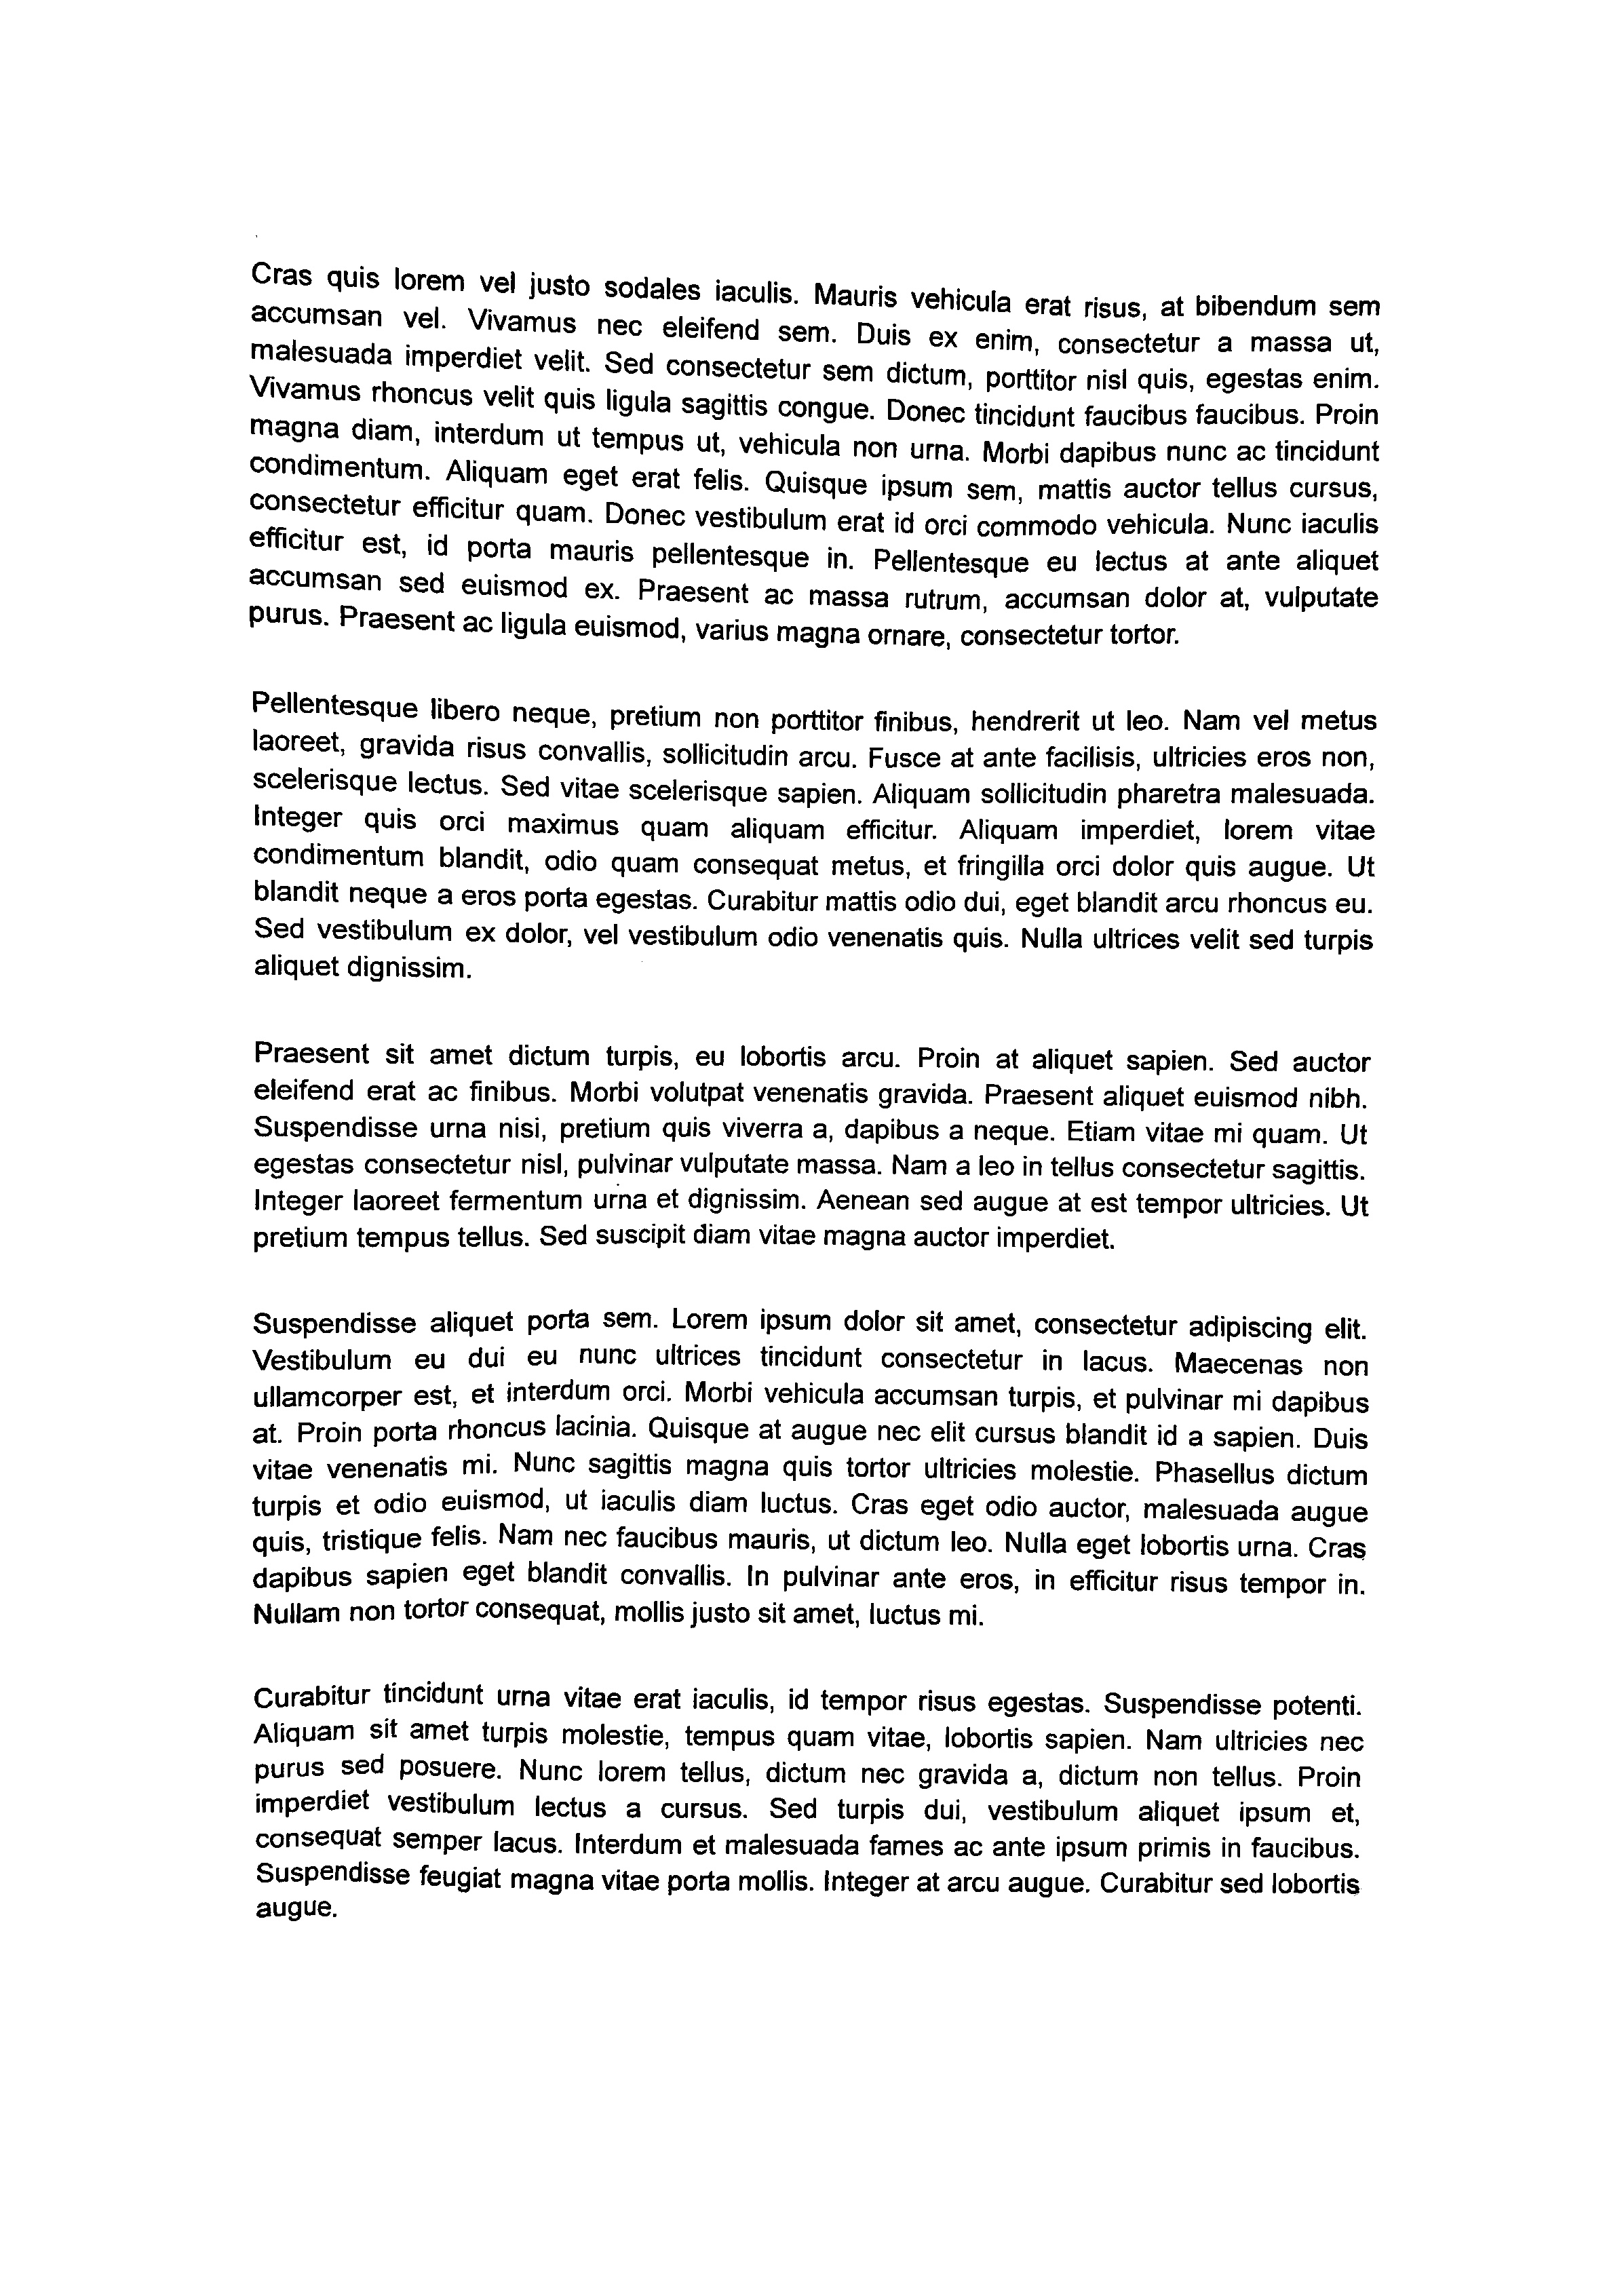 Cras quis lorem vel justo sodales iaculis. Mauris vehicula erat risus, at bibendum sem
accumsan vel. Vivamus nec eleifend sem. Duis ex enim, consectetur a massa ut,
malesuada imperdiet velit. Sed consectetur sem dictum, porttitor nisl quis, egestas enim.
Vivamus rhoncus velit quis ligula sagittis congue. Donec tincidunt faucibus faucibus. Proin
magna diam, interdum ut tempus ut, vehicula non urna. Morbi dapibus nunc ac tincidunt
condimentum. Aliquam eget erat felis. Quisque ipsum sem, mattis auctor tellus cursus,
consectetur efficitur quam. Donec vestibulum erat id orci commodo vehicula. Nunc iaculis
efficitur est, id porta mauris pellentesque in. Pellentesque eu lectus at ante aliquet
accumsan sed euismod ex. Praesent ac massa rutrum, accumsan dolor at, vulputate
purus. Praesent ac ligula euismod, varius magna ornare, consectetur tortor.
Pellentesque libero neque, pretium non porttitor finibus, hendrerit ut leo. Nam vel metus
laoreet, gravida risus convallis, sollicitudin arcu. Fusce at ante facilisis, ultricies eros non,
scelerisque lectus. Sed vitae scelerisque sapien. Aliquam sollicitudin pharetra malesuada.
Integer quis orci maximus quam aliquam efficitur. Aliquam imperdiet, lorem vitae
condimentum blandit, odio quam consequat metus, et fringilla orci dolor quis augue. Ut
blandit neque a eros porta egestas. Curabitur mattis odio dui, eget blandit arcu rhoncus eu.
Sed vestibulum ex dolor, vel vestibulum odio venenatis quis. Nulla ultrices velit sed turpis
aliquet dignissim.
Praesent sit amet dictum turpis, eu lobortis arcu. Proin at aliquet sapien. Sed auctor
eleifend erat ac finibus. Morbi volutpat venenatis gravida. Praesent aliquet euismod nibh.
Suspendisse urna nisi, pretium quis viverra a, dapibus a neque. Etiam vitae mi quam. Ut
egestas consectetur nisl, pulvinar vulputate massa. Nam a leo in tellus consectetur sagittis.
Integer laoreet fermentum urna et dignissim. Aenean sed augue at est tempor ultricies. Ut
pretium tempus tellus. Sed suscipit diam vitae magna auctor imperdiet.
Suspendisse aliquet porta sem. Lorem ipsum dolor sit amet, consectetur adipiscing elit.
Vestibulum eu dui eu nunc ultrices tincidunt consectetur in lacus. Maecenas non
ullamcorper est, et interdum orci. Morbi vehicula accumsan turpis, et pulvinar mi dapibus
at. Proin porta rhoncus lacinia. Quisque at augue nec elit cursus blandit id a sapien. Duis
vitae venenatis mi. Nunc sagittis magna quis tortor ultricies molestie. Phasellus dictum
turpis et odio euismod, ut iaculis diam luctus. Cras eget odio auctor, malesuada augue
quis, tristique felis. Nam nec faucibus mauris, ut dictum leo. Nulla eget lobortis urna. Cras
dapibus sapien eget blandit convallis. In pulvinar ante eros, in efficitur risus tempor in.
Nullam non tortor consequat, mollis justo sit amet, luctus mi.
Curabitur tincidunt urna vitae erat iaculis, id tempor risus egestas. Suspendisse potenti.
Aliquam sit amet turpis molestie, tempus quam vitae, lobortis sapien. Nam ultricies nec
purus sed posuere. Nunc lorem tellus, dictum nec gravida a, dictum non tellus. Proin
imperdiet vestibulum lectus a cursus. Sed turpis dui, vestibulum aliquet ipsum et,
consequat semper lacus. Interdum et malesuada fames ac ante ipsum primis in faucibus.
Suspendisse feugiat magna vitae porta mollis. Integer at arcu augue. Curabitur sed lobortis
augue.